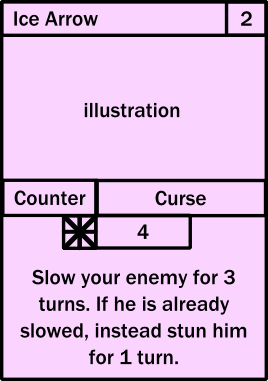 Ice Arrow 2
illustration
Counter Curse
4
Slow your enemy for 3
turns. If he is already
slowed, instead stun him
for 1 turn.